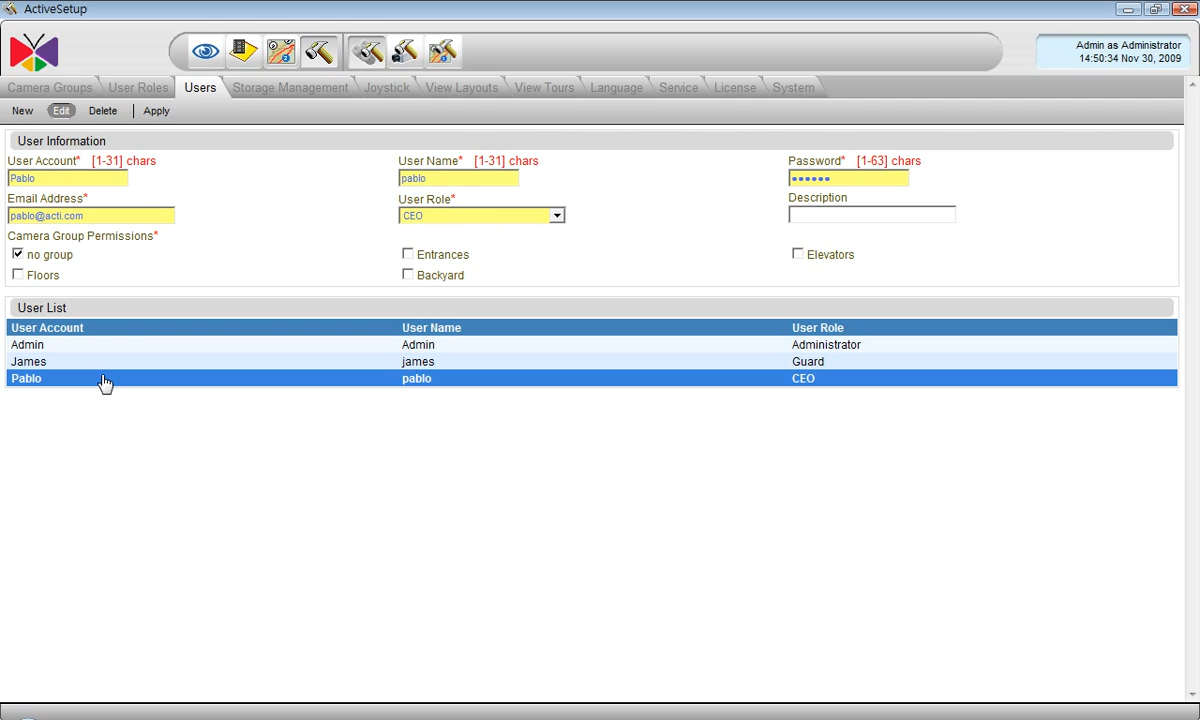 ActiveSetup
Admin as Administrator
14:50:34 Nov 30, 2009
Camera Groups User Roles Users Storage Management Joystick View Layouts View Tours Language Service License System
New Edit Delete Apply
User Information
User Account* [1-31] chars User Name* [1-31] chars Password* [1-63] chars
Pablo pablo ••••••
Email Address* User Role* Description
pablo@acti.com CEO
Camera Group Permissions*
no group Entrances Elevators
Floors Backyard
User List
User Account User Name User Role
Admin Admin Administrator
James james Guard
Pablo pablo CEO